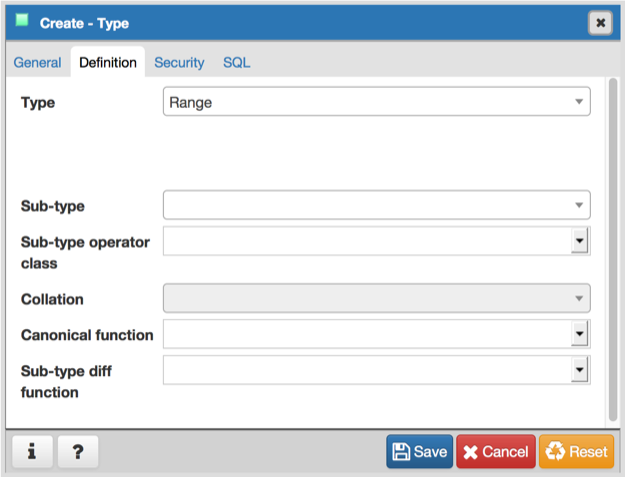 Create - Type
General Definition Security SQL
Type Range
Sub-type
Sub-type operator
class
Collation
Canonical function
Sub-type diff
function
i ? Save Cancel Reset